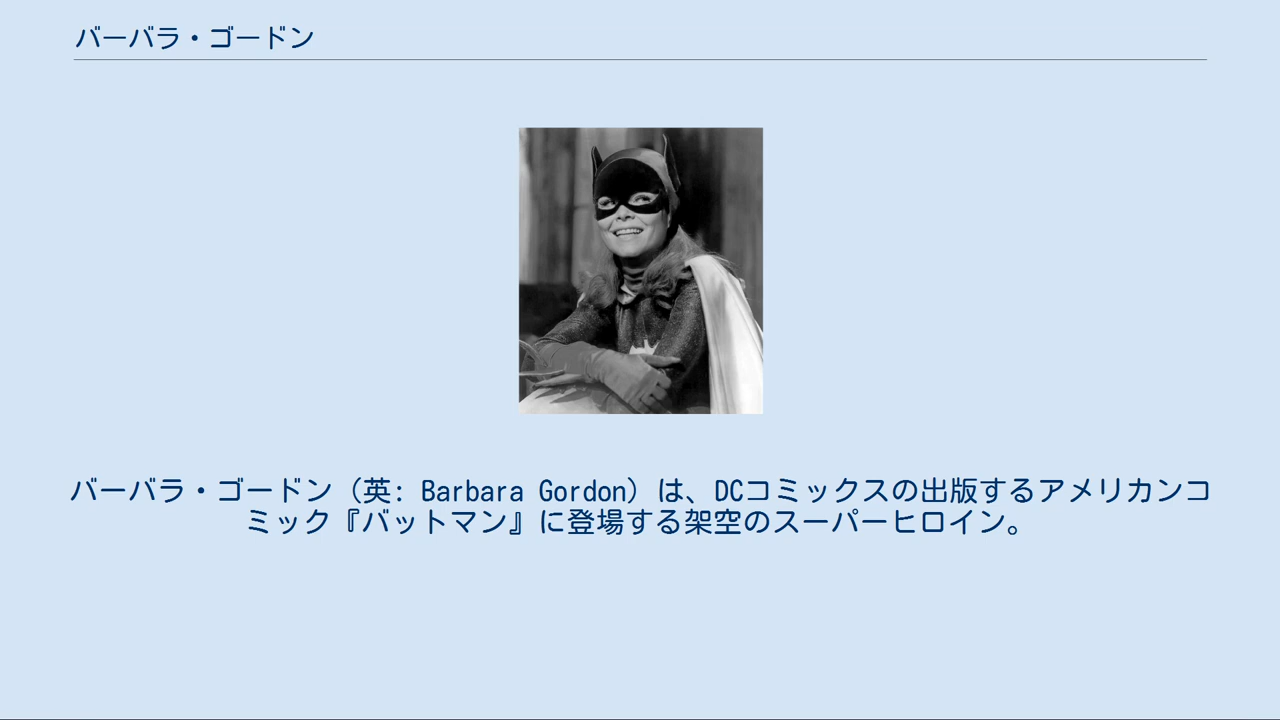 バーバラ・ゴードン
バーバラ・ゴードン（英: Barbara Gordon）は、DCコミックスの出版するアメリカンコ
ミック『バットマン』に登場する架空のスーパーヒロイン。